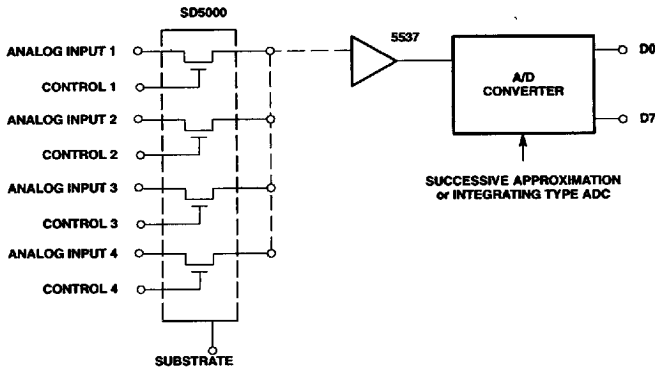 SD5000
ANALOG INPUT 1
CONTROL 1
ANALOG INPUT 2
CONTROL 2
ANALOG INPUT 3
CONTROL 3
ANALOG INPUT 4
CONTROL 4
SUBSTRATE
5537
A/D
CONVERTER
D0
D7
SUCCESSIVE APPROXIMATION
or INTEGRATING TYPE ADC